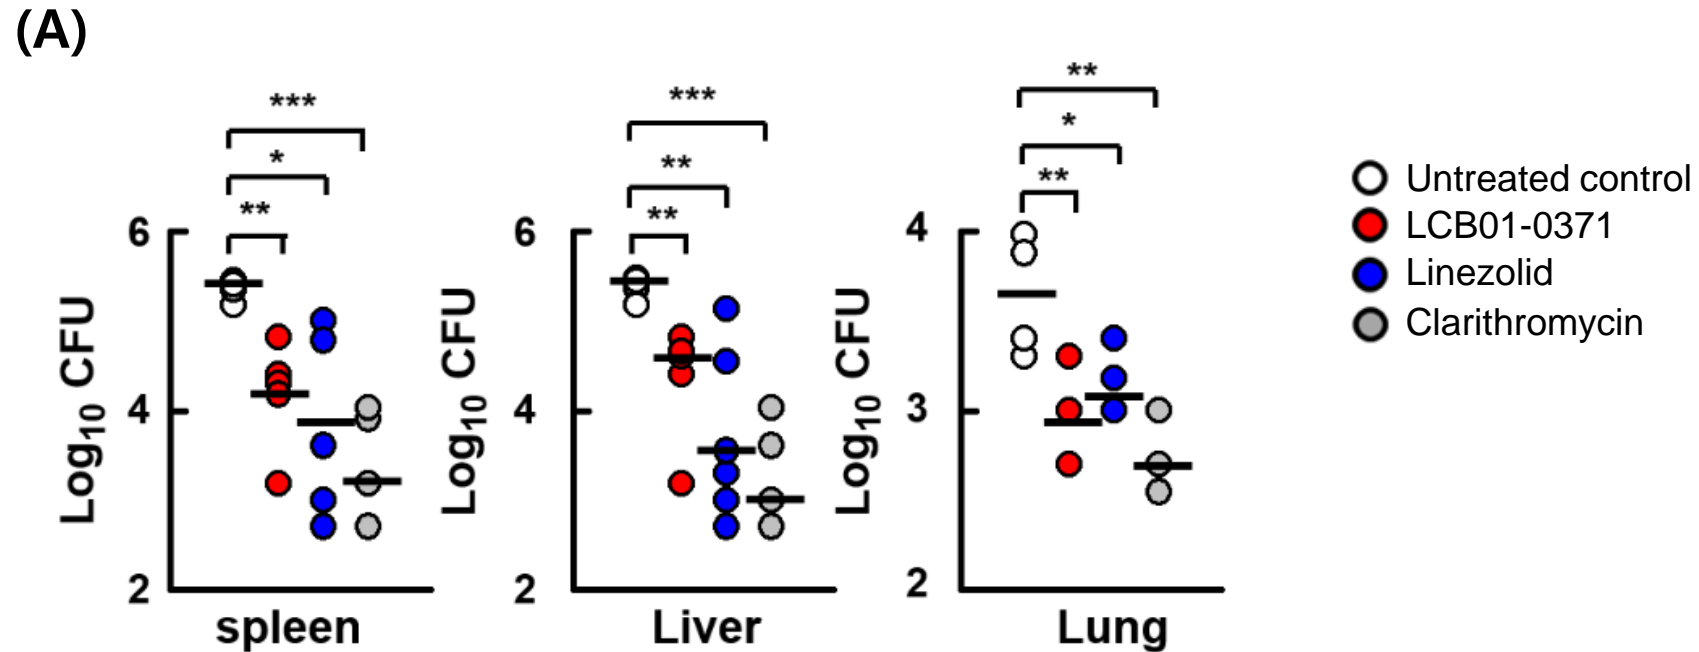 (A)
***
*
**
6
4
2
Log10 CFU
spleen
***
**
**
6
4
2
Log10 CFU
Liver
**
*
**
4
3
2
Log10 CFU
Lung
Untreated control
LCB01-0371
Linezolid
Clarithromycin